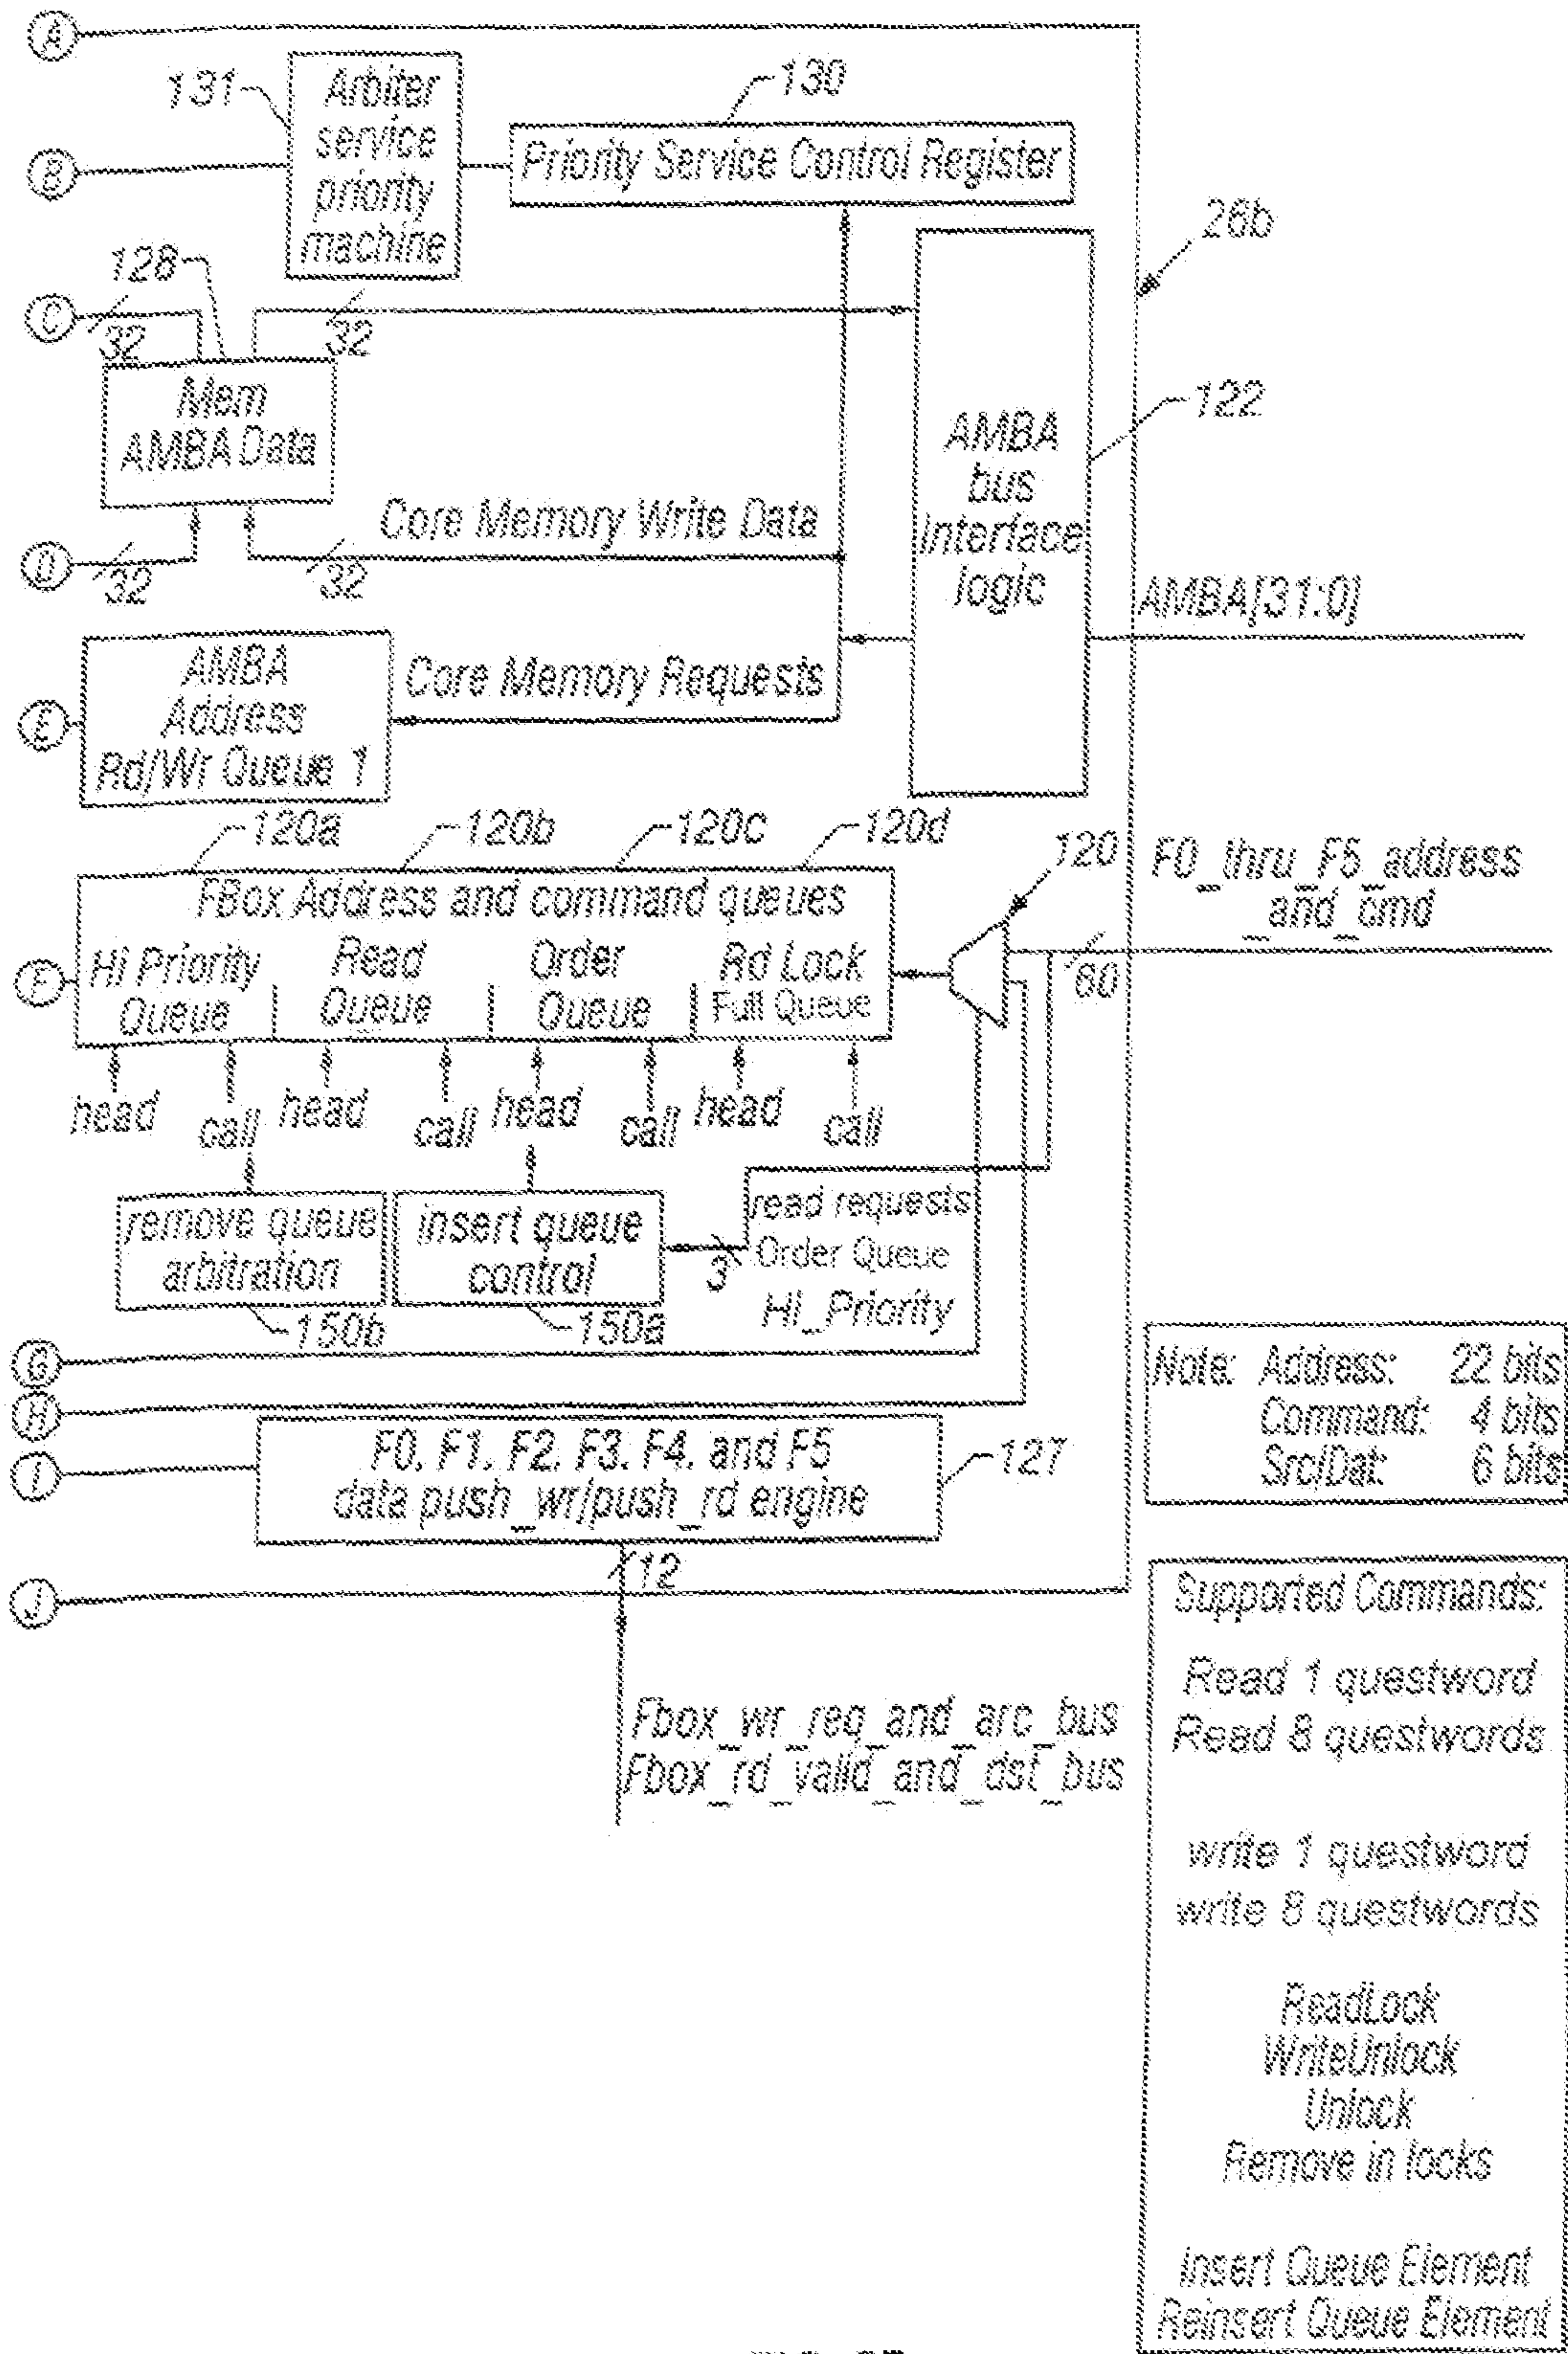 A
131
Arbiter
service
priority
machine
130
Priority Service Control Register
B
26b
128
C
32
32
Mem
AMBA Data
122
AMBA
bus
Interface
logic
Core Memory Write Data
D
32
32
AMBA[31:0]
AMBA
Address
Rd/Wr Queue 1
Core Memory Requests
E
120a
120b
120c
120d
120
F0_thru_F5_address
_and_cmd
FBox Address and command queues
Hi Priority
Queue
Read
Queue
Order
Queue
Rd Lock
Full Queue
F
60
head
call
head
call
head
call
head
call
remove queue
arbitration
insert queue
control
3
read requests
Order Queue
Hi_Priority
150b
150a
G
H
Note: Address: 22 bits
Command: 4 bits
Src/Dat: 6 bits
I
F0, F1, F2, F3, F4, and F5
data push_wr/push_rd engine
127
12
J
Fbox_wr_req_and_arc_bus
Fbox_rd_valid_and_dst_bus
Supported Commands:
Read 1 questword
Read 8 questwords
write 1 questword
write 8 questwords
ReadLock
WriteUnlock
Unlock
Remove in locks
Insert Queue Element
Reinsert Queue Element